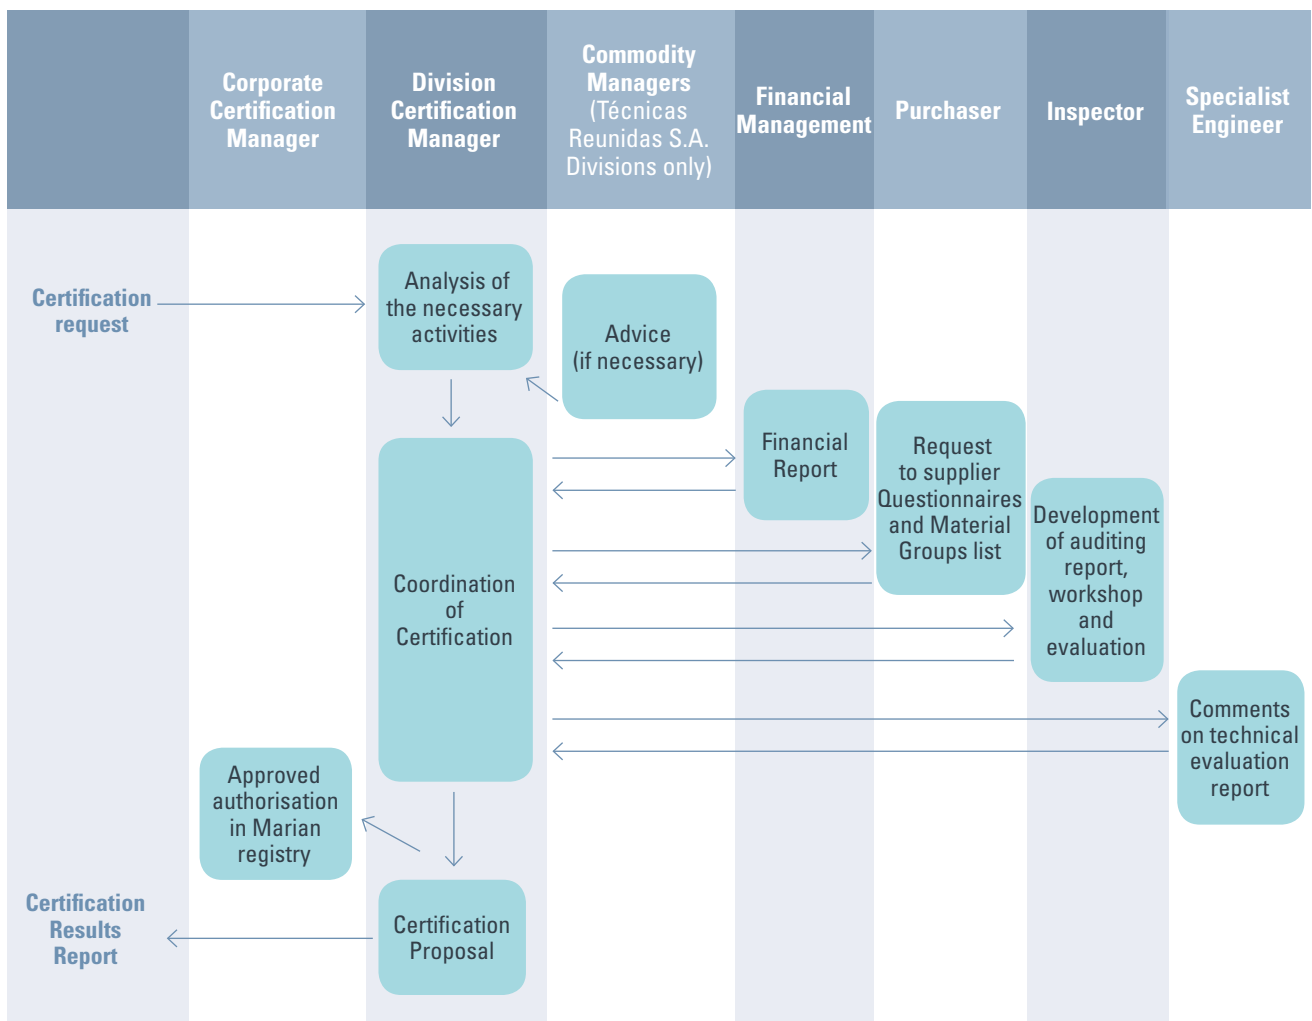 Corporate
Certification
Manager
Division
Certification
Manager
Commodity
Managers
(Técnicas
Reunidas S.A.
Divisions only)
Financial
Management
Purchaser
Inspector
Specialist
Engineer
Certification
request
Analysis of
the necessary
activities
Advice
(if necessary)
Financial
Report
Request
to supplier
Questionnaires
and Material
Groups list
Development
of auditing
report,
workshop
and
evaluation
Coordination
of
Certification
Comments
on technical
evaluation
report
Approved
authorisation
in Marian
registry
Certification
Results
Report
Certification
Proposal